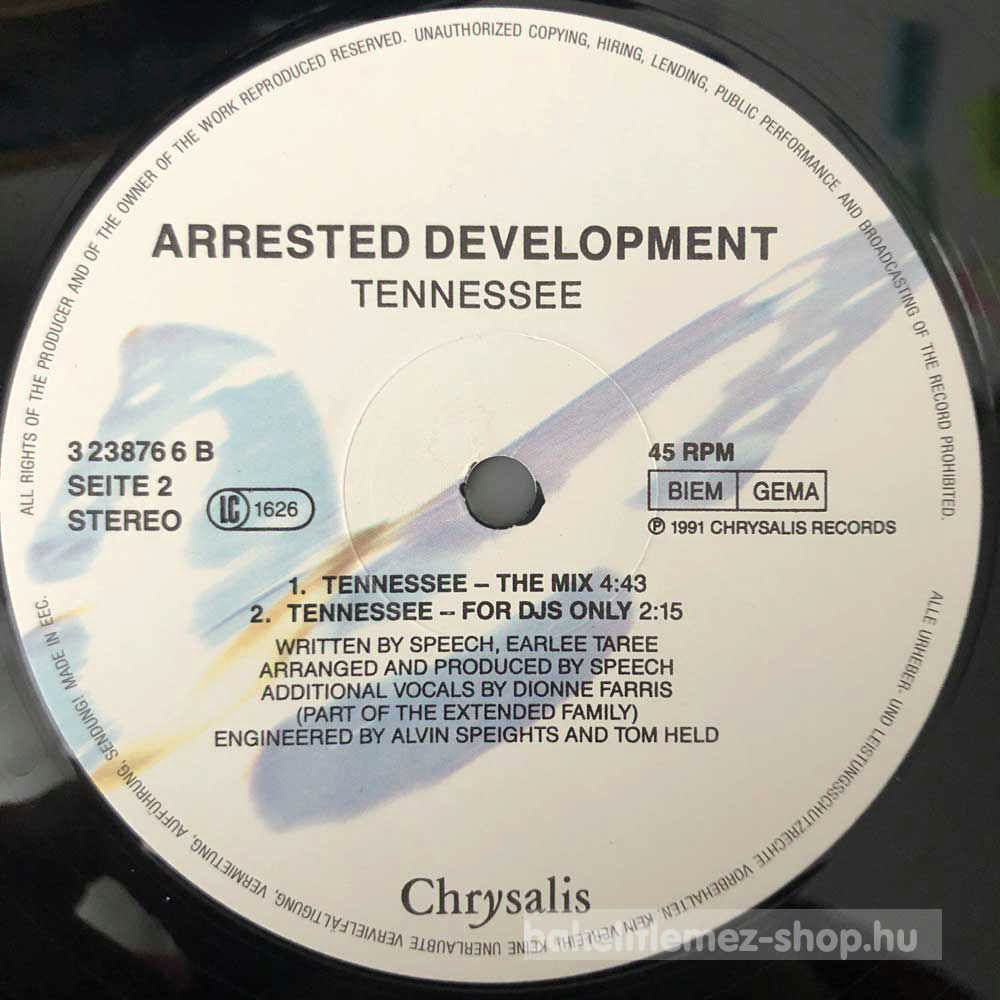 ALL RIGHTS OF THE PRODUCER AND OF THE OWNER OF THE WORK REPRODUCED RESERVED. UNAUTHORIZED COPYING, HIRING, LENDING, PUBLIC PERFORMANCE AND BROADCASTING OF THE RECORD PROHIBITED.
ARRESTED DEVELOPMENT
TENNESSEE
3 23876 6 B
SEITE 2
STEREO
LC 1626
45 RPM
BIEM GEMA
Ⓟ 1991 CHRYSALIS RECORDS
1. TENNESSEE – THE MIX 4:43
2. TENNESSEE – FOR DJS ONLY 2:15
WRITTEN BY SPEECH, EARLEE TAREE
ARRANGED AND PRODUCED BY SPEECH
ADDITIONAL VOCALS BY DIONNE FARRIS
(PART OF THE EXTENDED FAMILY)
ENGINEERED BY ALVIN SPEIGHTS AND TOM HELD
Chrysalis
ALLE URHEBER- UND LEISTUNGSSCHUTZRECHTE VORBEHALTEN. KEIN VERLEIH! KEINE UNERLAUBTE VERVIELFÄLTIGUNG, VERMIETUNG, AUFFÜHRUNG, SENDUNG! MADE IN EEC.
bakelitlemez-shop.hu